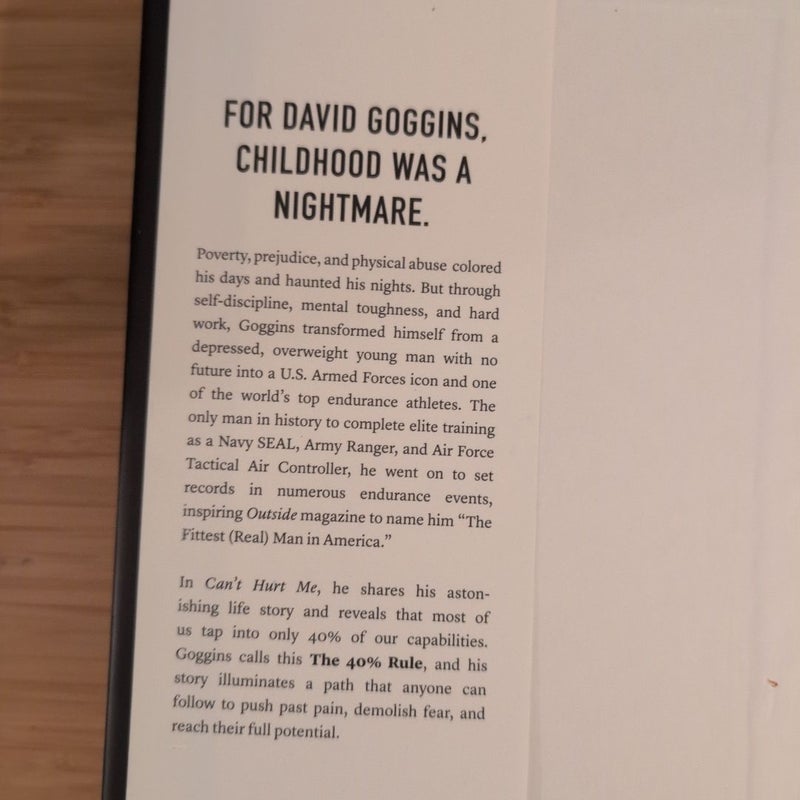 FOR DAVID GOGGINS,
CHILDHOOD WAS A
NIGHTMARE.
Poverty, prejudice, and physical abuse colored
his days and haunted his nights. But through
self-discipline, mental toughness, and hard
work, Goggins transformed himself from a
depressed, overweight young man with no
future into a U.S. Armed Forces icon and one
of the world's top endurance athletes. The
only man in history to complete elite training
as a Navy SEAL, Army Ranger, and Air Force
Tactical Air Controller, he went on to set
records in numerous endurance events,
inspiring Outside magazine to name him “The
Fittest (Real) Man in America.”
In Can't Hurt Me, he shares his aston-
ishing life story and reveals that most of
us tap into only 40% of our capabilities.
Goggins calls this The 40% Rule, and his
story illuminates a path that anyone can
follow to push past pain, demolish fear, and
reach their full potential.